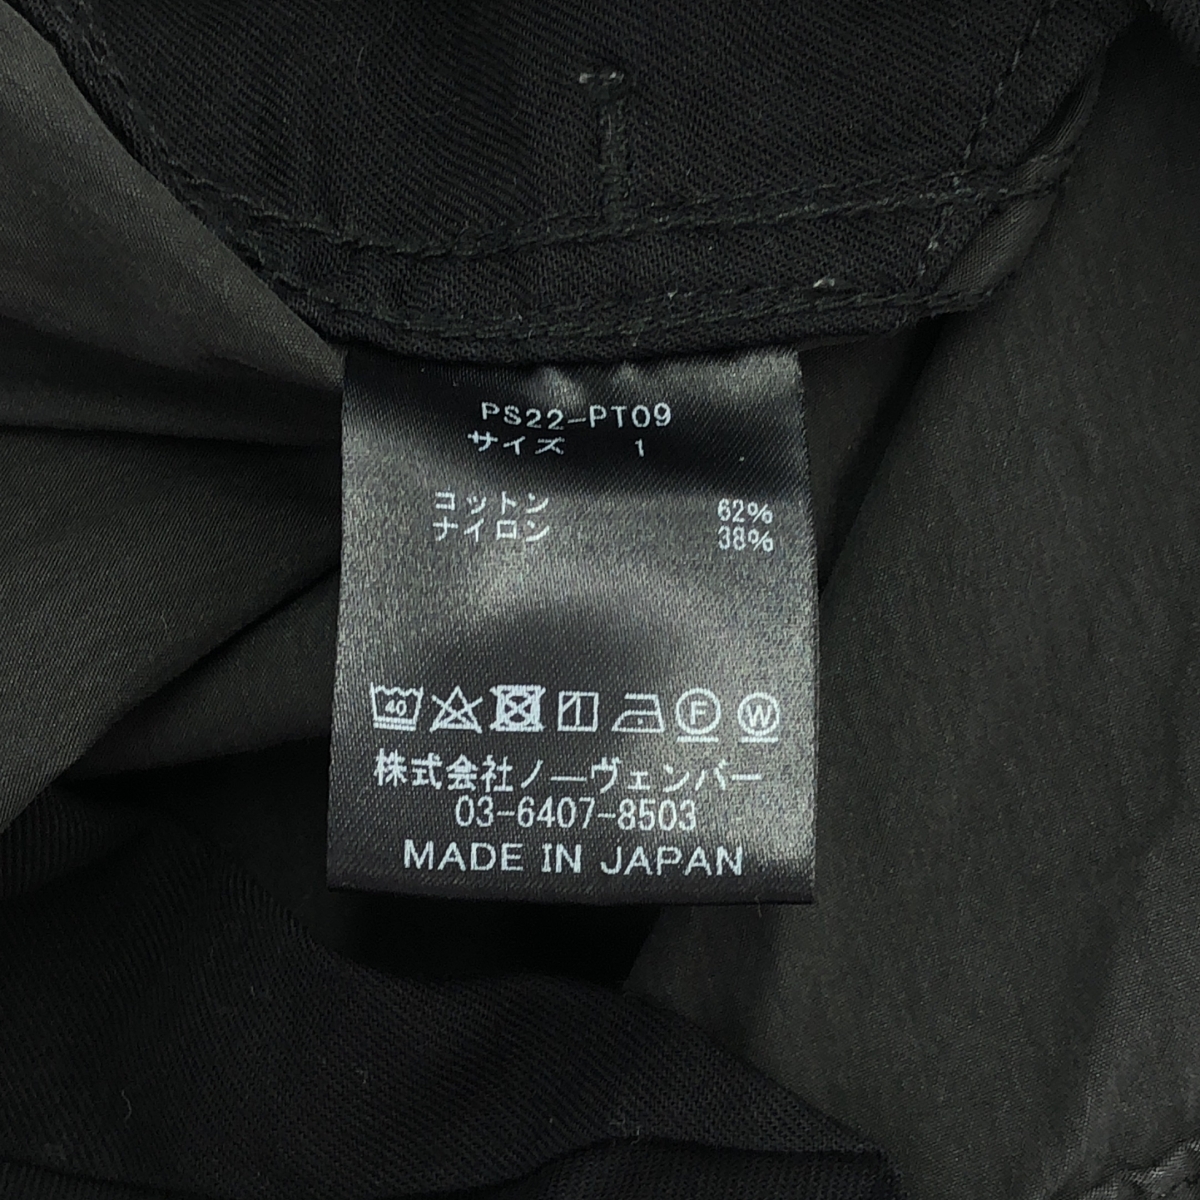 PS22-PT09
サイズ 1
コットン 62%
ナイロン 38%
40 F W
株式会社ノーヴェンバー
03-6407-8503
MADE IN JAPAN